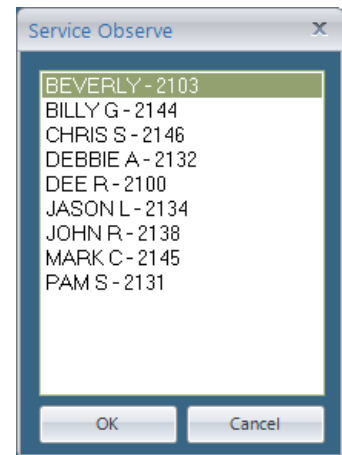 Service Observe x
BEVERLY - 2103
BILLY G - 2144
CHRIS S - 2146
DEBBIE A - 2132
DEE R - 2100
JASON L - 2134
JOHN R - 2138
MARK C - 2145
PAM S - 2131
OK Cancel